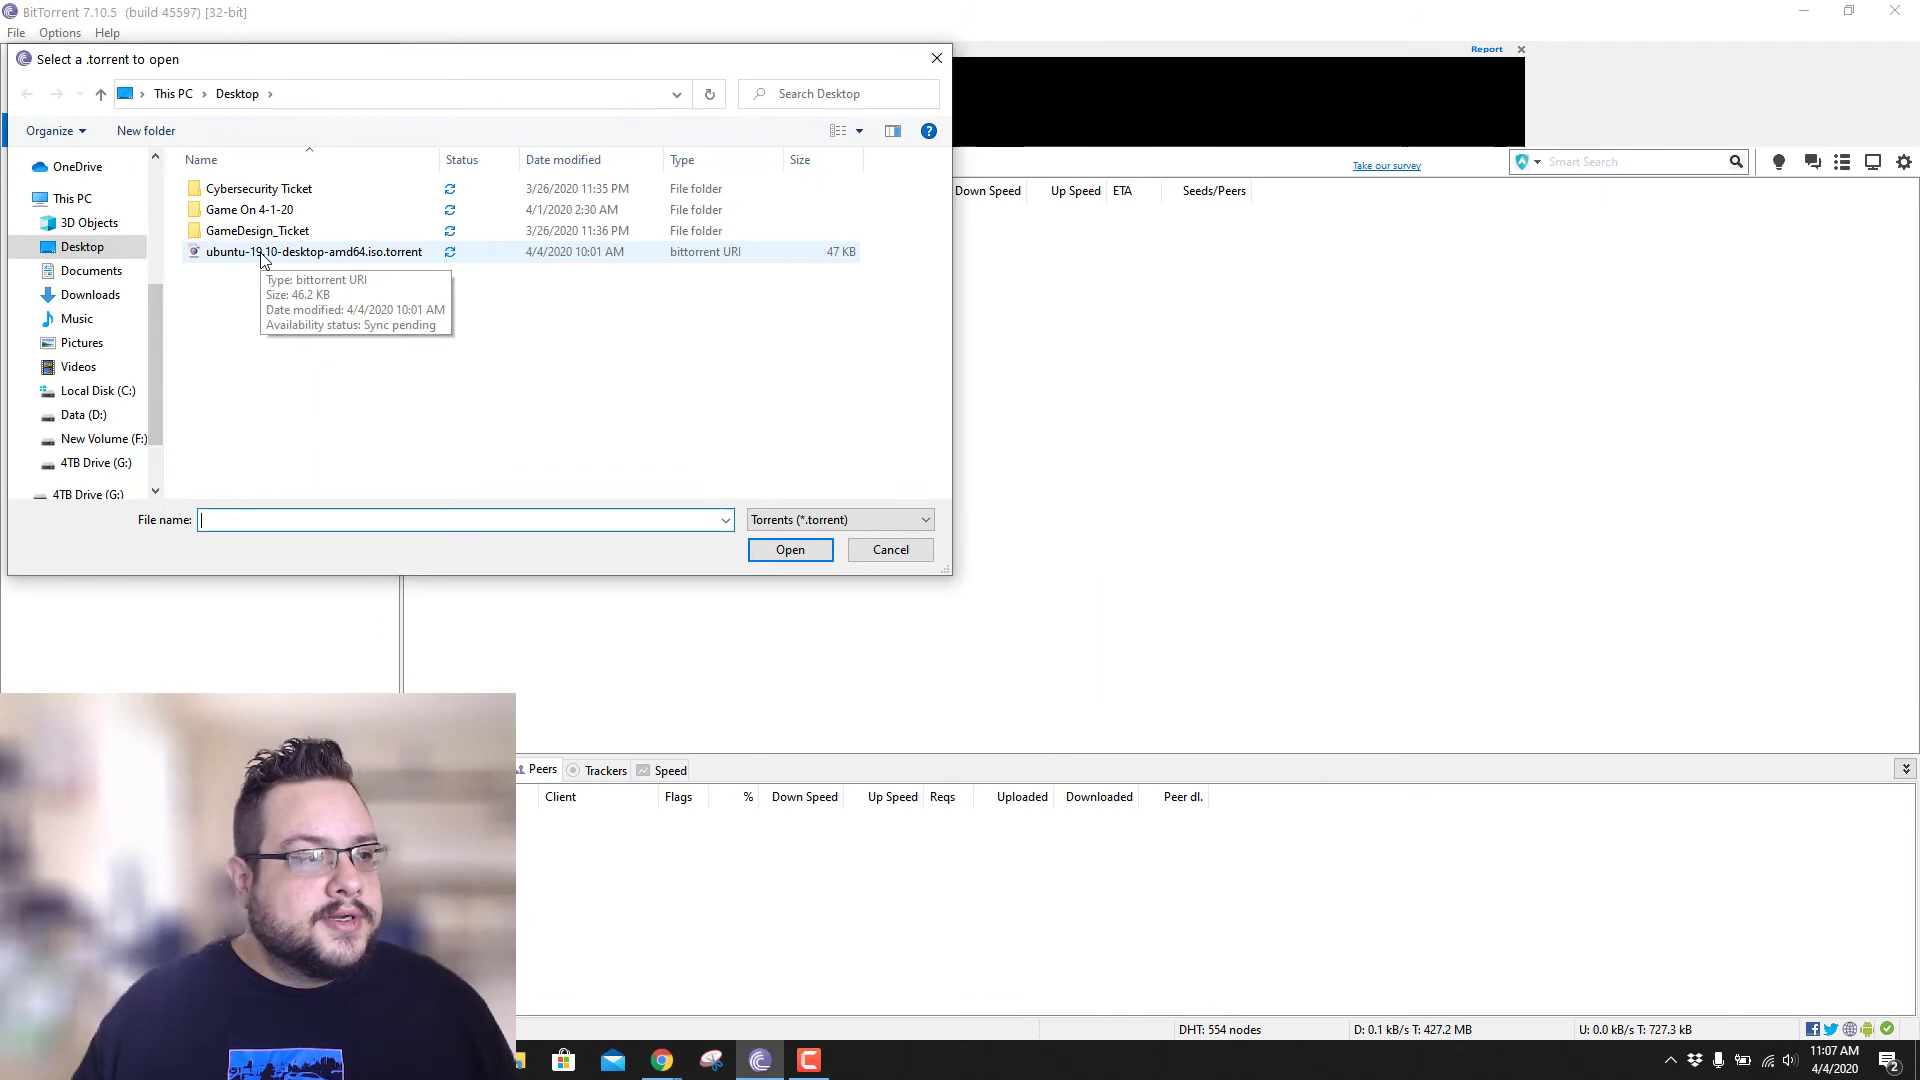 BitTorrent 7.10.5 (build 45597) [32-bit]
File Options Help
Select a .torrent to open
Report
This PC Desktop
Search Desktop
Organize New folder
Name Status Date modified Type Size
Take our survey
Smart Search
OneDrive
This PC
3D Objects
Desktop
Documents
Downloads
Music
Pictures
Videos
Local Disk (C:)
Data (D:)
New Volume (F:)
4TB Drive (G:)
4TB Drive (G:)
Cybersecurity Ticket 3/26/2020 11:35 PM File folder
Game On 4-1-20 4/1/2020 2:30 AM File folder
GameDesign_Ticket 3/26/2020 11:36 PM File folder
ubuntu-19.10-desktop-amd64.iso.torrent 4/4/2020 10:01 AM bittorrent URI 47 KB
Type: bittorrent URI
Size: 46.2 KB
Date modified: 4/4/2020 10:01 AM
Availability status: Sync pending
Down Speed Up Speed ETA Seeds/Peers
File name: Torrents (*.torrent)
Open Cancel
Peers Trackers Speed
Client Flags % Down Speed Up Speed Reqs Uploaded Downloaded Peer dl.
DHT: 554 nodes D: 0.1 kB/s T: 427.2 MB U: 0.0 kB/s T: 727.3 kB
11:07 AM
4/4/2020
2